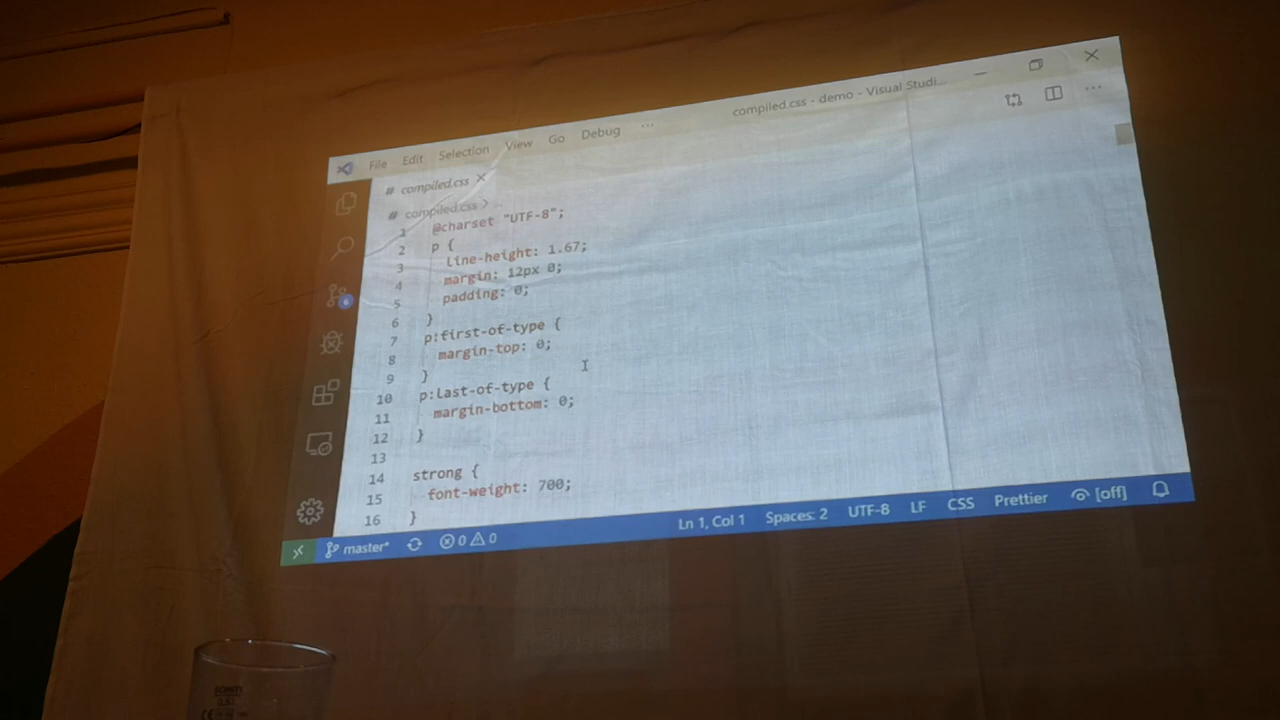 File Edit Selection View Go Debug ... compiled.css - demo - Visual Studi...
# compiled.css ×
# compiled.css > ...
1 @charset "UTF-8";
2 p {
3 line-height: 1.67;
4 margin: 12px 0;
5 padding: 0;
6 }
7 p:first-of-type {
8 margin-top: 0;
9 }
10 p:last-of-type {
11 margin-bottom: 0;
12 }
13
14 strong {
15 font-weight: 700;
16 }
master* 0 0 Ln 1, Col 1 Spaces: 2 UTF-8 LF CSS Prettier [off]